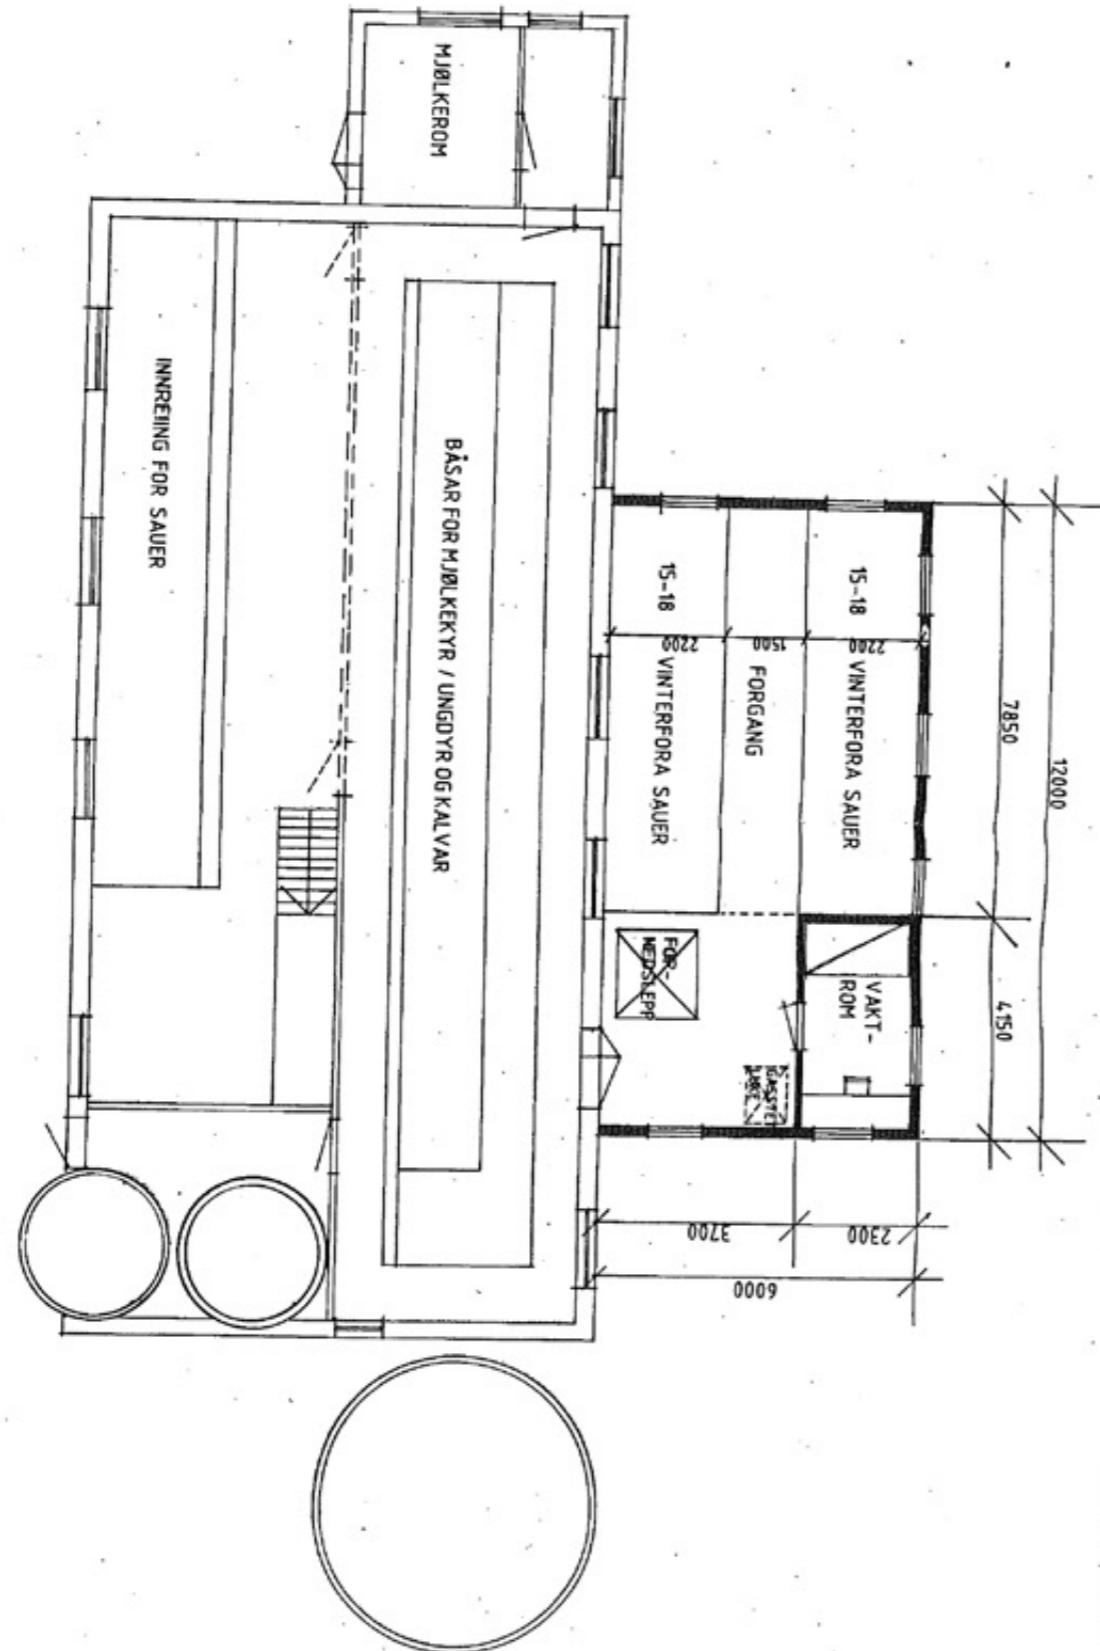 MJØLKEROM
INNREIING FOR SAUER
BÅSAR FOR MJØLKEKYR / UNGDYR OG KALVAR
15-18
15-18
2200
1500
2200
VINTERFORA SAUER
FORGANG
VINTERFORA SAUER
7850
12000
4150
FOR-
NEDSLEPP
VAKT-
ROM
3700
2300
6000